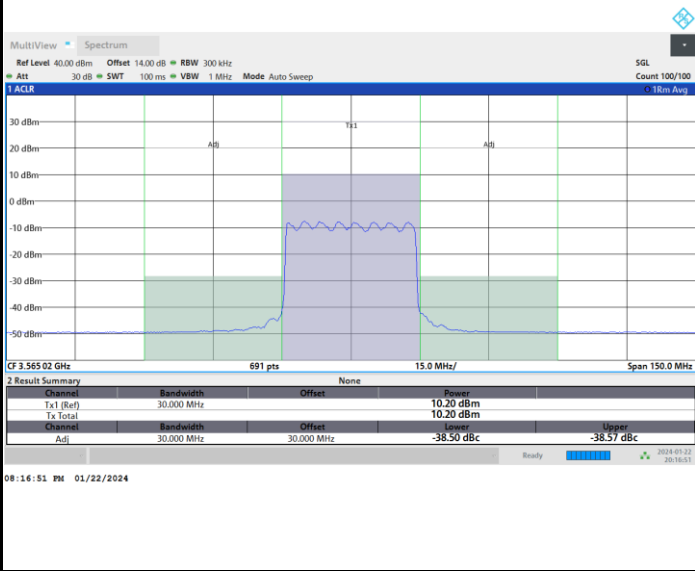 MultiView Spectrum
Ref Level 40.00 dBm Offset 14.00 dB RBW 300 kHz SGL
Att 30 dB SWT 100 ms VBW 1 MHz Mode Auto Sweep Count 100/100
1 ACLR 1Rm Avg
30 dBm
Tx1
20 dBm
Adj Adj
10 dBm
0 dBm
-10 dBm
-20 dBm
-30 dBm
-40 dBm
-50 dBm
CF 3.565 02 GHz 691 pts 15.0 MHz/ Span 150.0 MHz
2 Result Summary None
Channel Bandwidth Offset Power
Tx1 (Ref) 30.000 MHz 10.20 dBm
Tx Total 10.20 dBm
Channel Bandwidth Offset Lower Upper
Adj 30.000 MHz 30.000 MHz -38.50 dBc -38.57 dBc
Ready 2024-01-22
20:16:51
08:16:51 PM 01/22/2024